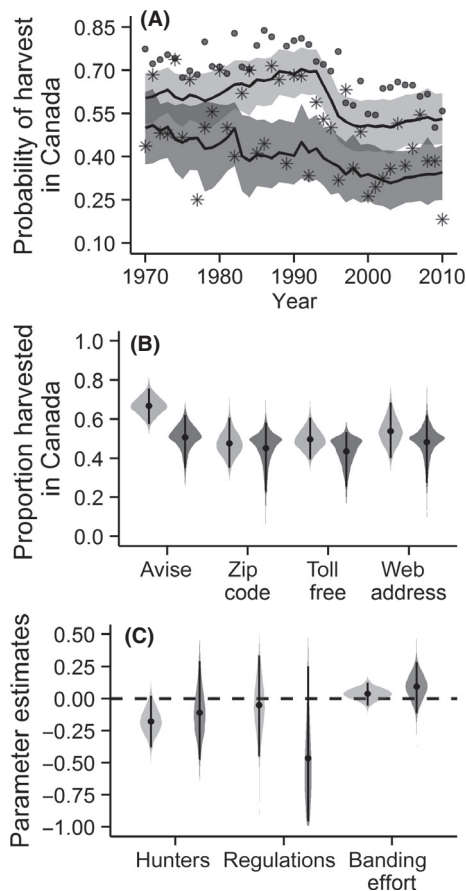 (A)
Probability of harvest
in Canada
0.85
0.70
0.55
0.40
0.25
0.10
1970 1980 1990 2000 2010
Year
(B)
Proportion harvested
in Canada
1.0
0.8
0.6
0.4
0.2
0.0
Avise Zip Toll Web
code free address
(C)
Parameter estimates
0.50
0.25
0.00
−0.25
−0.50
−0.75
−1.00
Hunters Regulations Banding
effort